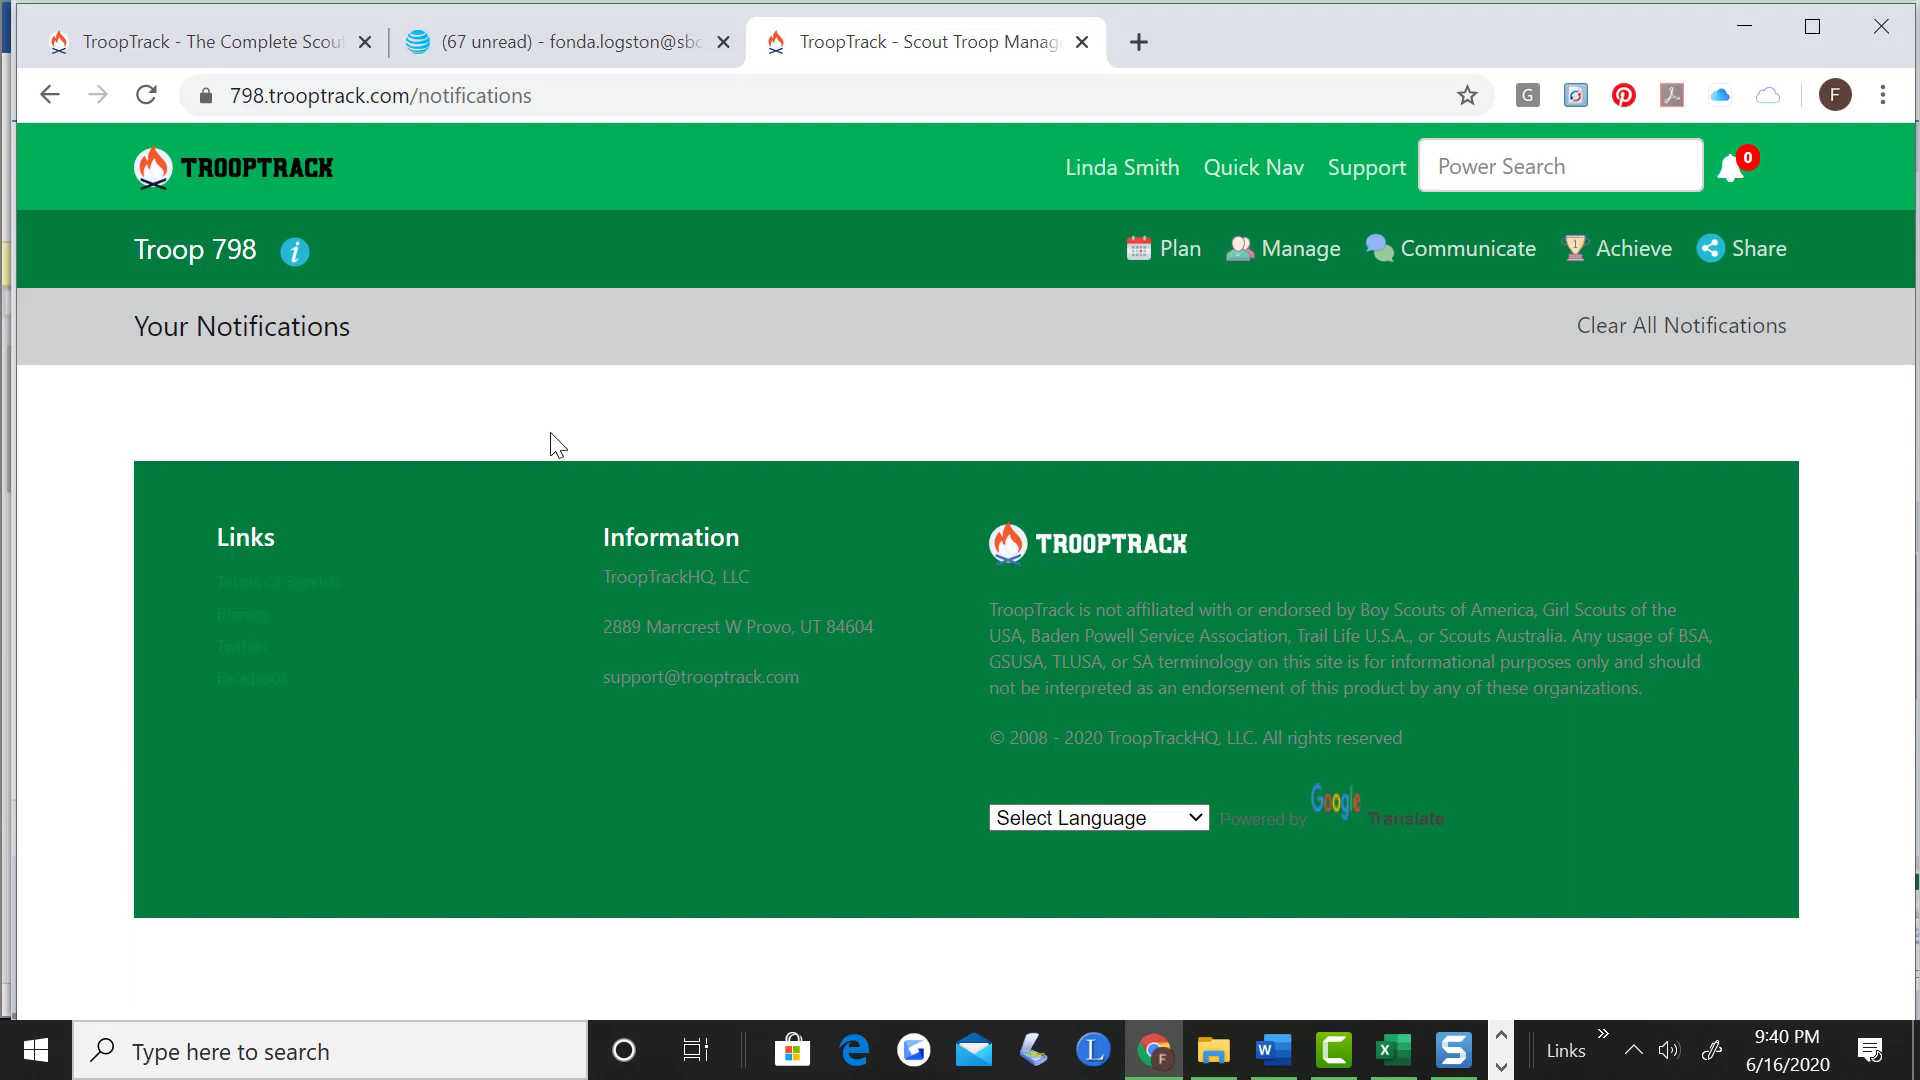 TroopTrack - The Complete Scou
(67 unread) - fonda.logston@sbc
TroopTrack - Scout Troop Manag
798.trooptrack.com/notifications
G
F
TROOPTRACK
Linda Smith
Quick Nav
Support
Power Search
0
Troop 798
i
Plan
Manage
Communicate
Achieve
Share
Your Notifications
Clear All Notifications
Links
Terms of Service
Privacy
Twitter
Facebook
Information
TroopTrackHQ, LLC
2889 Marrcrest W Provo, UT 84604
support@trooptrack.com
TROOPTRACK
TroopTrack is not affiliated with or endorsed by Boy Scouts of America, Girl Scouts of the
USA, Baden Powell Service Association, Trail Life U.S.A., or Scouts Australia. Any usage of BSA,
GSUSA, TLUSA, or SA terminology on this site is for informational purposes only and should
not be interpreted as an endorsement of this product by any of these organizations.
© 2008 - 2020 TroopTrackHQ, LLC. All rights reserved
Select Language
Powered by Google Translate
Type here to search
Links
9:40 PM
6/16/2020